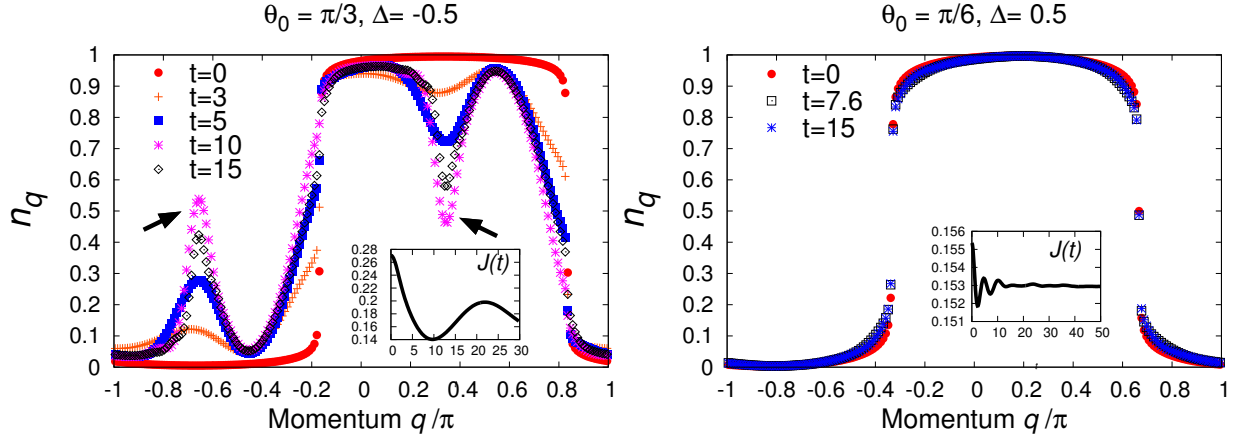 θ₀ = π/3, Δ= -0.5
n_q
1
0.9
0.8
0.7
0.6
0.5
0.4
0.3
0.2
0.1
0
t=0
t=3
t=5
t=10
t=15
0.28
0.26
0.24
0.22
0.20
0.18
0.16
0.14
J(t)
0 5 10 15 20 25 30
-1 -0.8 -0.6 -0.4 -0.2 0 0.2 0.4 0.6 0.8 1
Momentum q/π
θ₀ = π/6, Δ 0.5
n_q
1
0.9
0.8
0.7
0.6
0.5
0.4
0.3
0.2
0.1
0
t=0
t=7.6
t=15
0.155
0.153
0.152
0.151
J(t)
0 10 20 30 40 50
-1 -0.8 -0.6 -0.4 -0.2 0 0.2 0.4 0.6 0.8 1
Momentum q/π